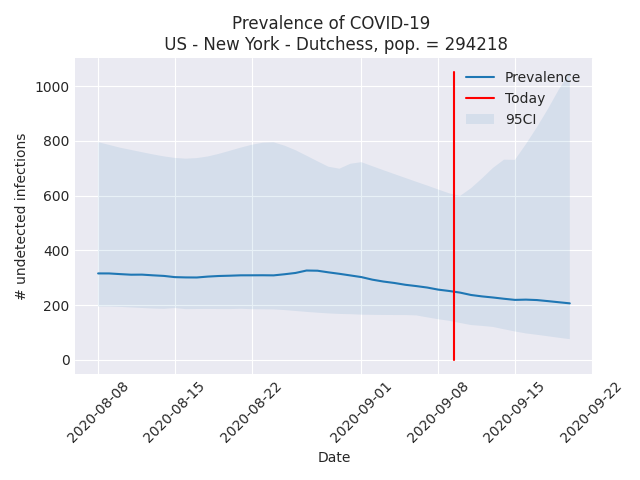 Prevalence of COVID-19
US - New York - Dutchess, pop. = 294218
Prevalence
Today
95CI
1000
800
600
400
200
0
# undetected infections
2020-08-08
2020-08-15
2020-08-22
2020-09-01
2020-09-08
2020-09-15
2020-09-22
Date